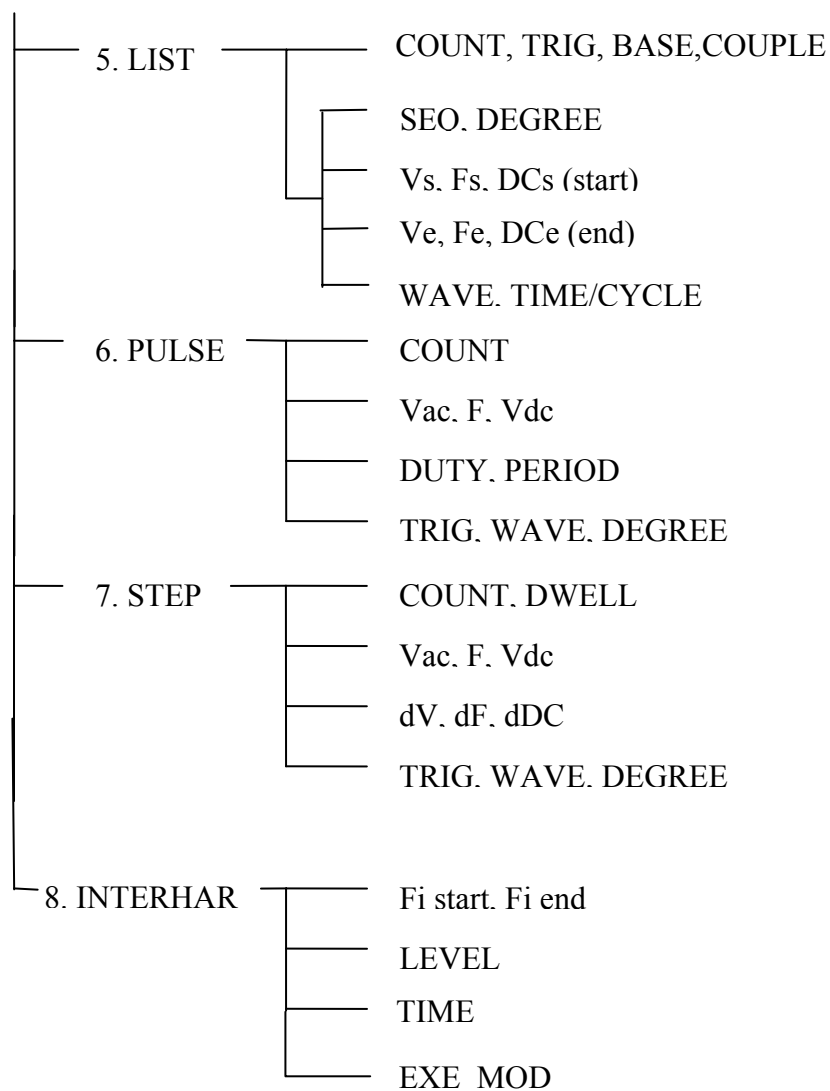 5. LIST
COUNT, TRIG, BASE,COUPLE
SEQ, DEGREE
Vs, Fs, DCs (start)
Ve, Fe, DCe (end)
WAVE, TIME/CYCLE
6. PULSE
COUNT
Vac, F, Vdc
DUTY, PERIOD
TRIG, WAVE, DEGREE
7. STEP
COUNT, DWELL
Vac, F, Vdc
dV, dF, dDC
TRIG, WAVE, DEGREE
8. INTERHAR
Fi start, Fi end
LEVEL
TIME
EXE_MOD